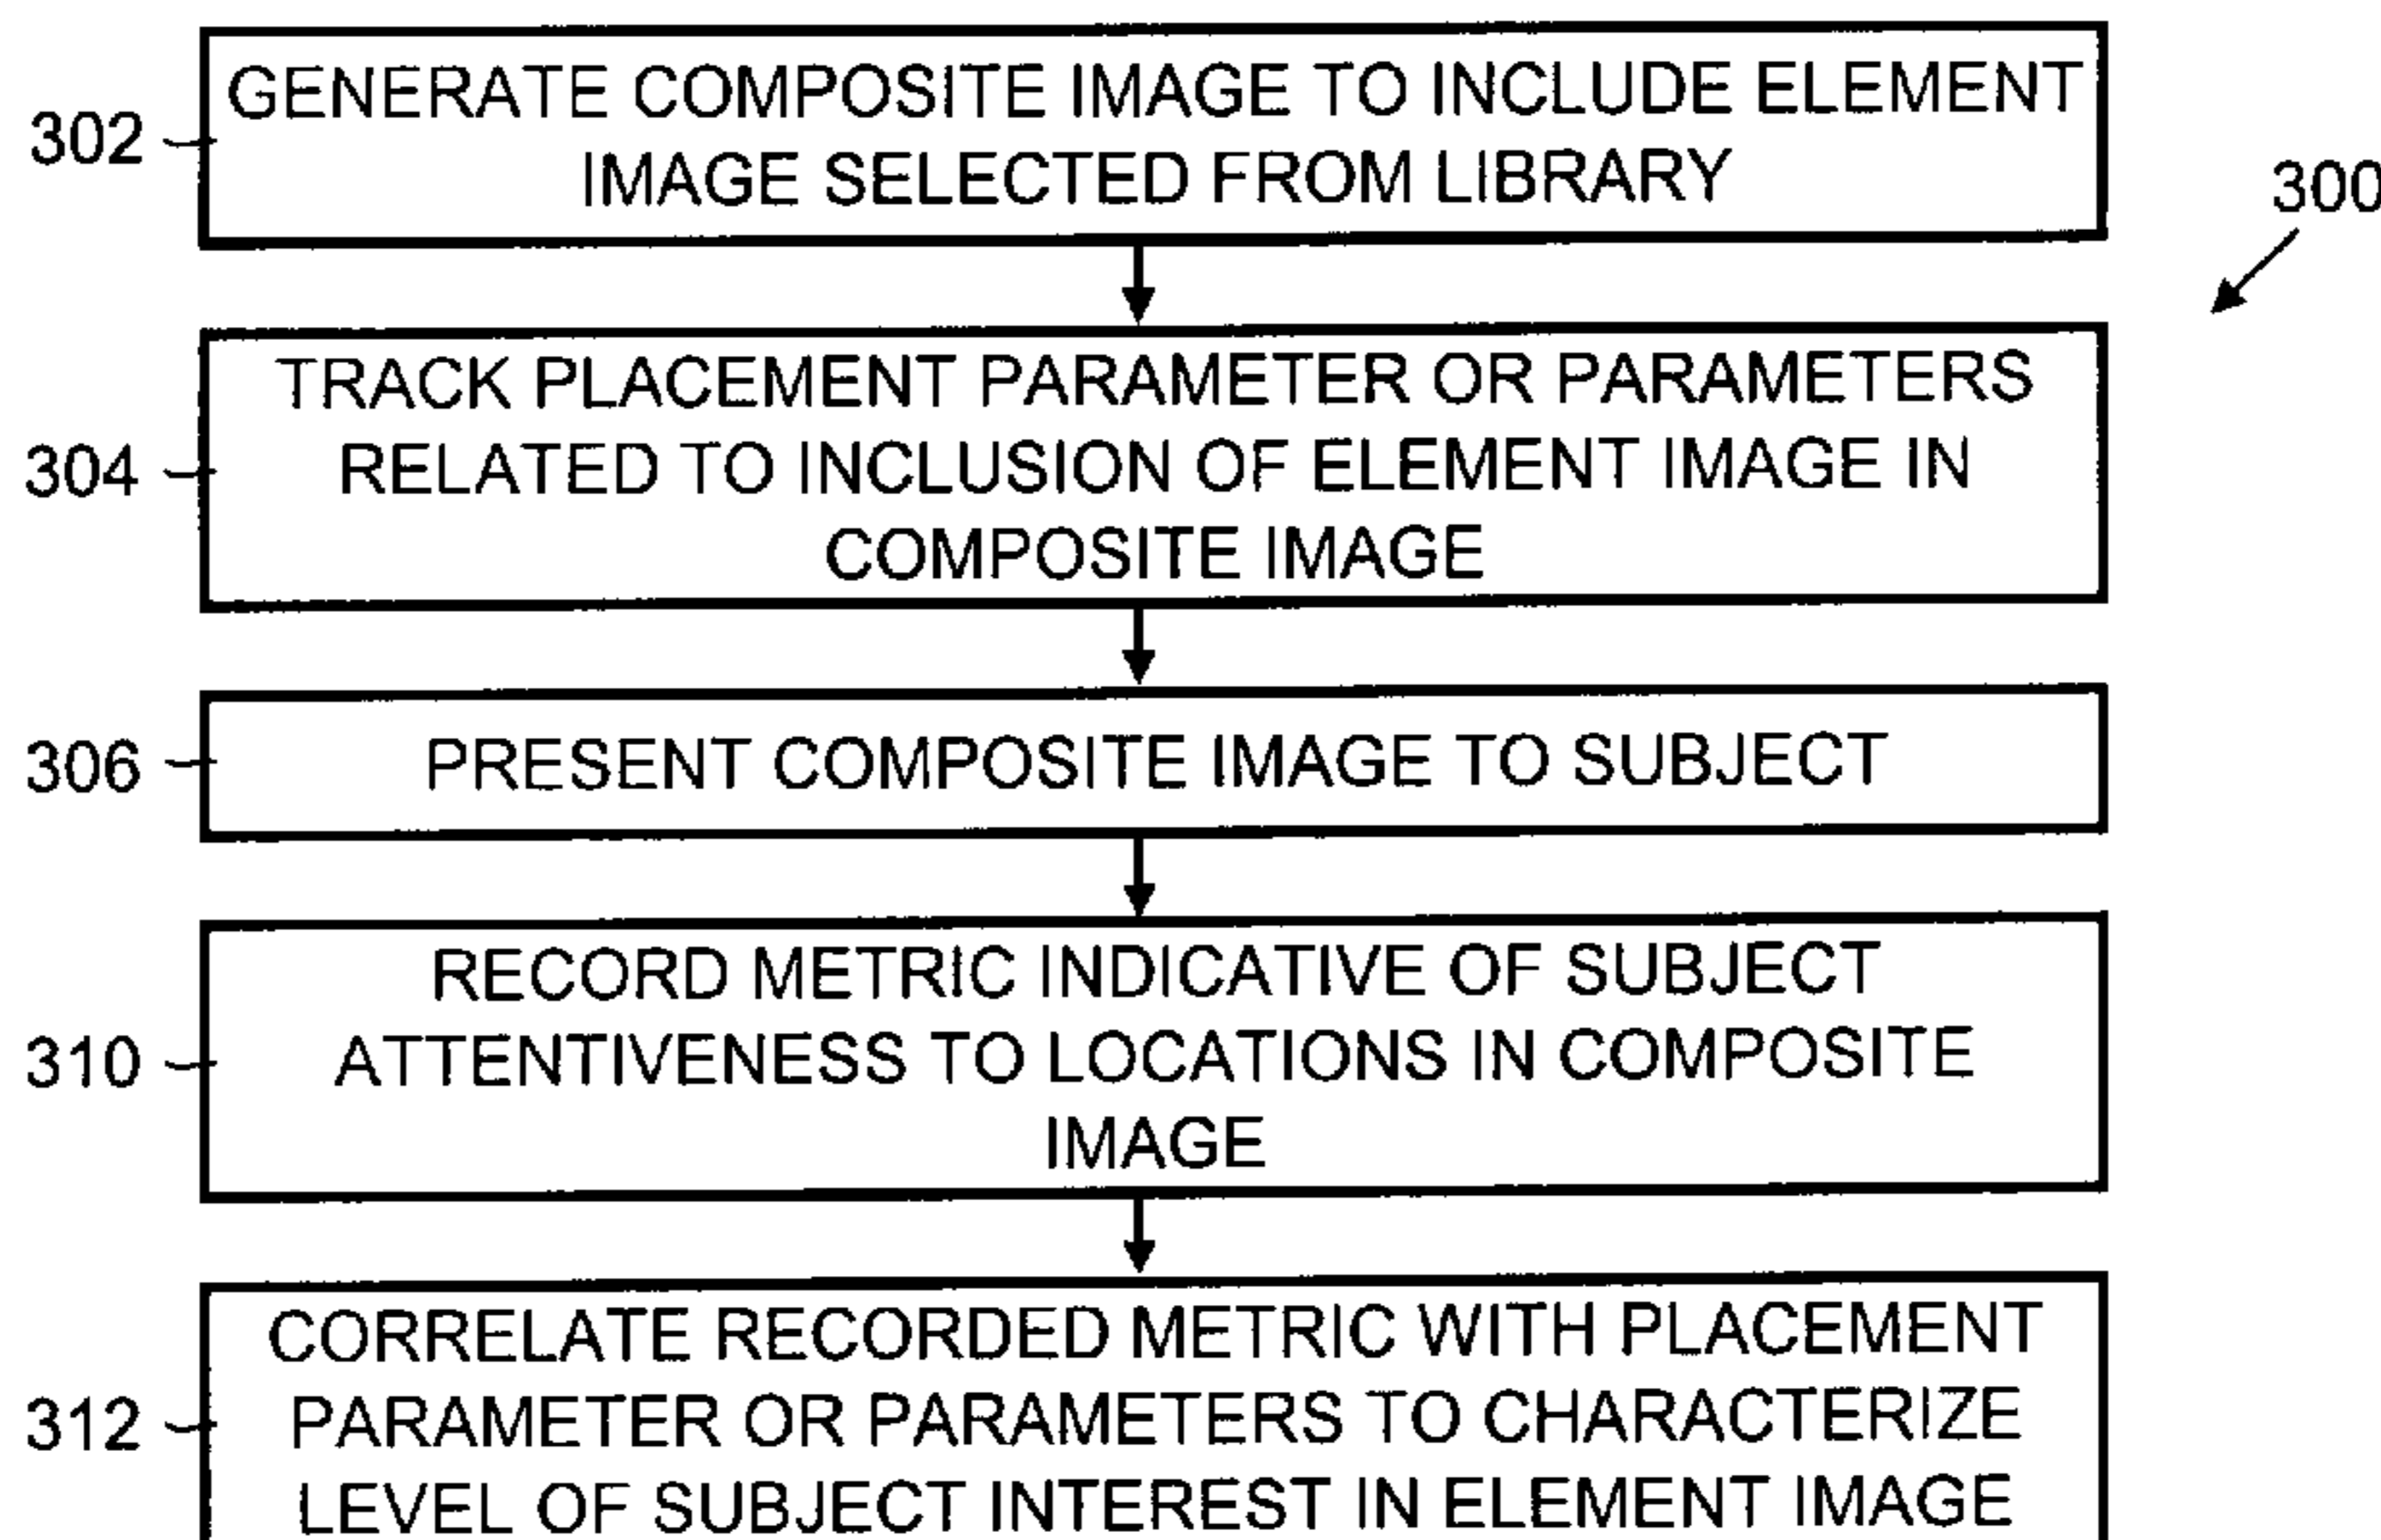 GENERATE COMPOSITE IMAGE TO INCLUDE ELEMENT
IMAGE SELECTED FROM LIBRARY
302
300
TRACK PLACEMENT PARAMETER OR PARAMETERS
RELATED TO INCLUSION OF ELEMENT IMAGE IN
COMPOSITE IMAGE
304
PRESENT COMPOSITE IMAGE TO SUBJECT
306
RECORD METRIC INDICATIVE OF SUBJECT
ATTENTIVENESS TO LOCATIONS IN COMPOSITE
IMAGE
310
CORRELATE RECORDED METRIC WITH PLACEMENT
PARAMETER OR PARAMETERS TO CHARACTERIZE
LEVEL OF SUBJECT INTEREST IN ELEMENT IMAGE
312